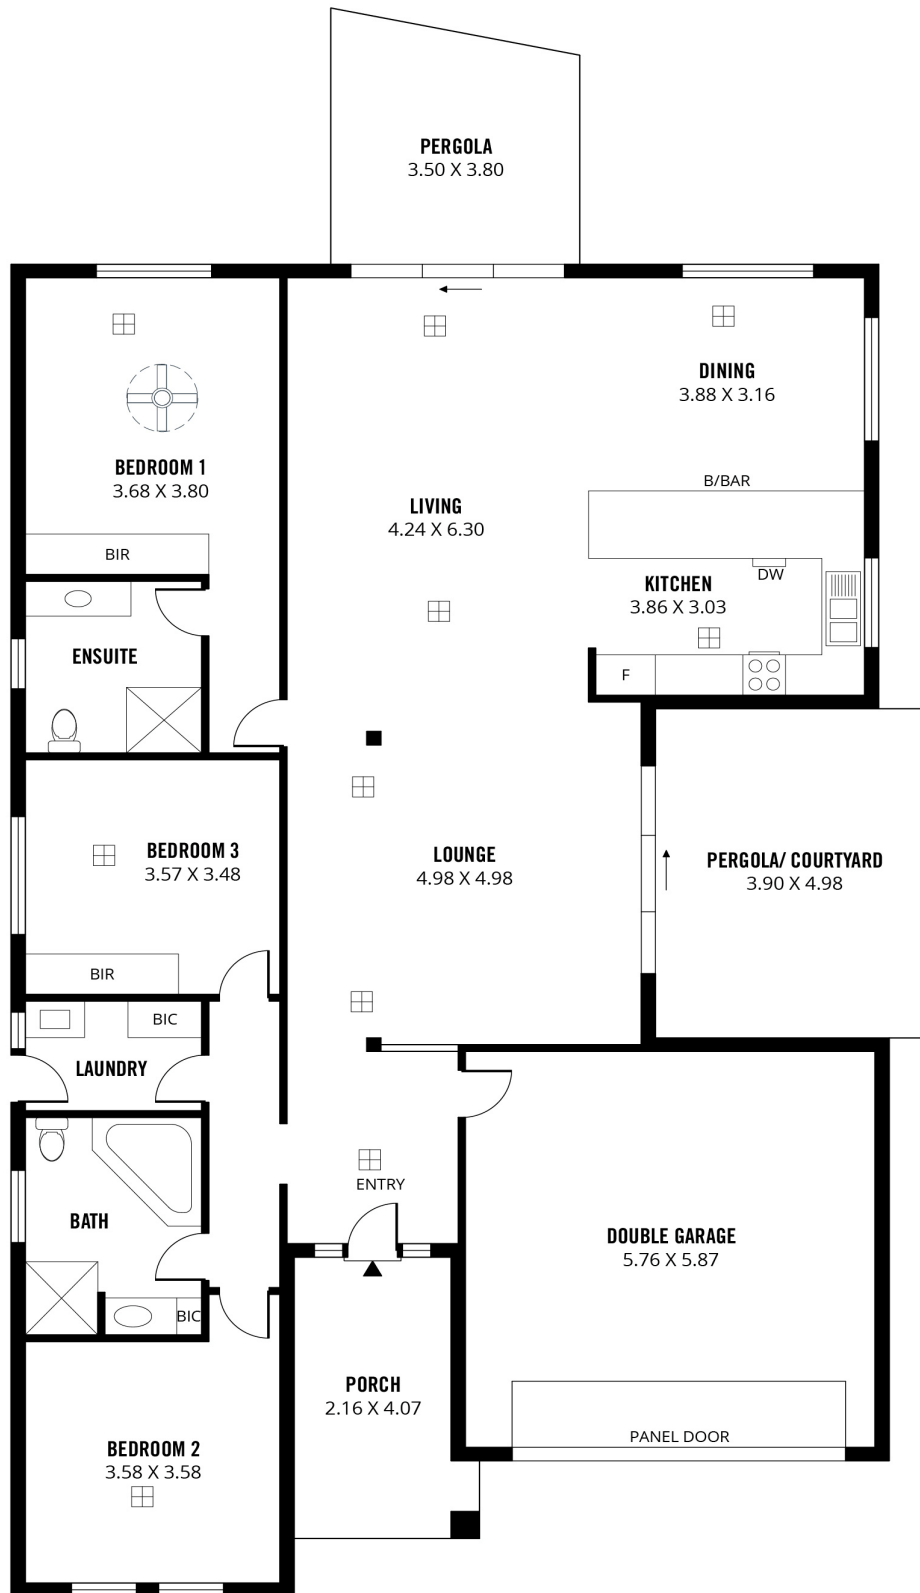 PERGOLA
3.50 X 3.80
DINING
3.88 X 3.16
BEDROOM 1
3.68 X 3.80
B/BAR
LIVING
4.24 X 6.30
BIR
DW
KITCHEN
3.86 X 3.03
ENSUITE
F
BEDROOM 3
3.57 X 3.48
LOUNGE
4.98 X 4.98
PERGOLA/ COURTYARD
3.90 X 4.98
BIR
BIC
LAUNDRY
ENTRY
BATH
DOUBLE GARAGE
5.76 X 5.87
BIC
PORCH
2.16 X 4.07
PANEL DOOR
BEDROOM 2
3.58 X 3.58